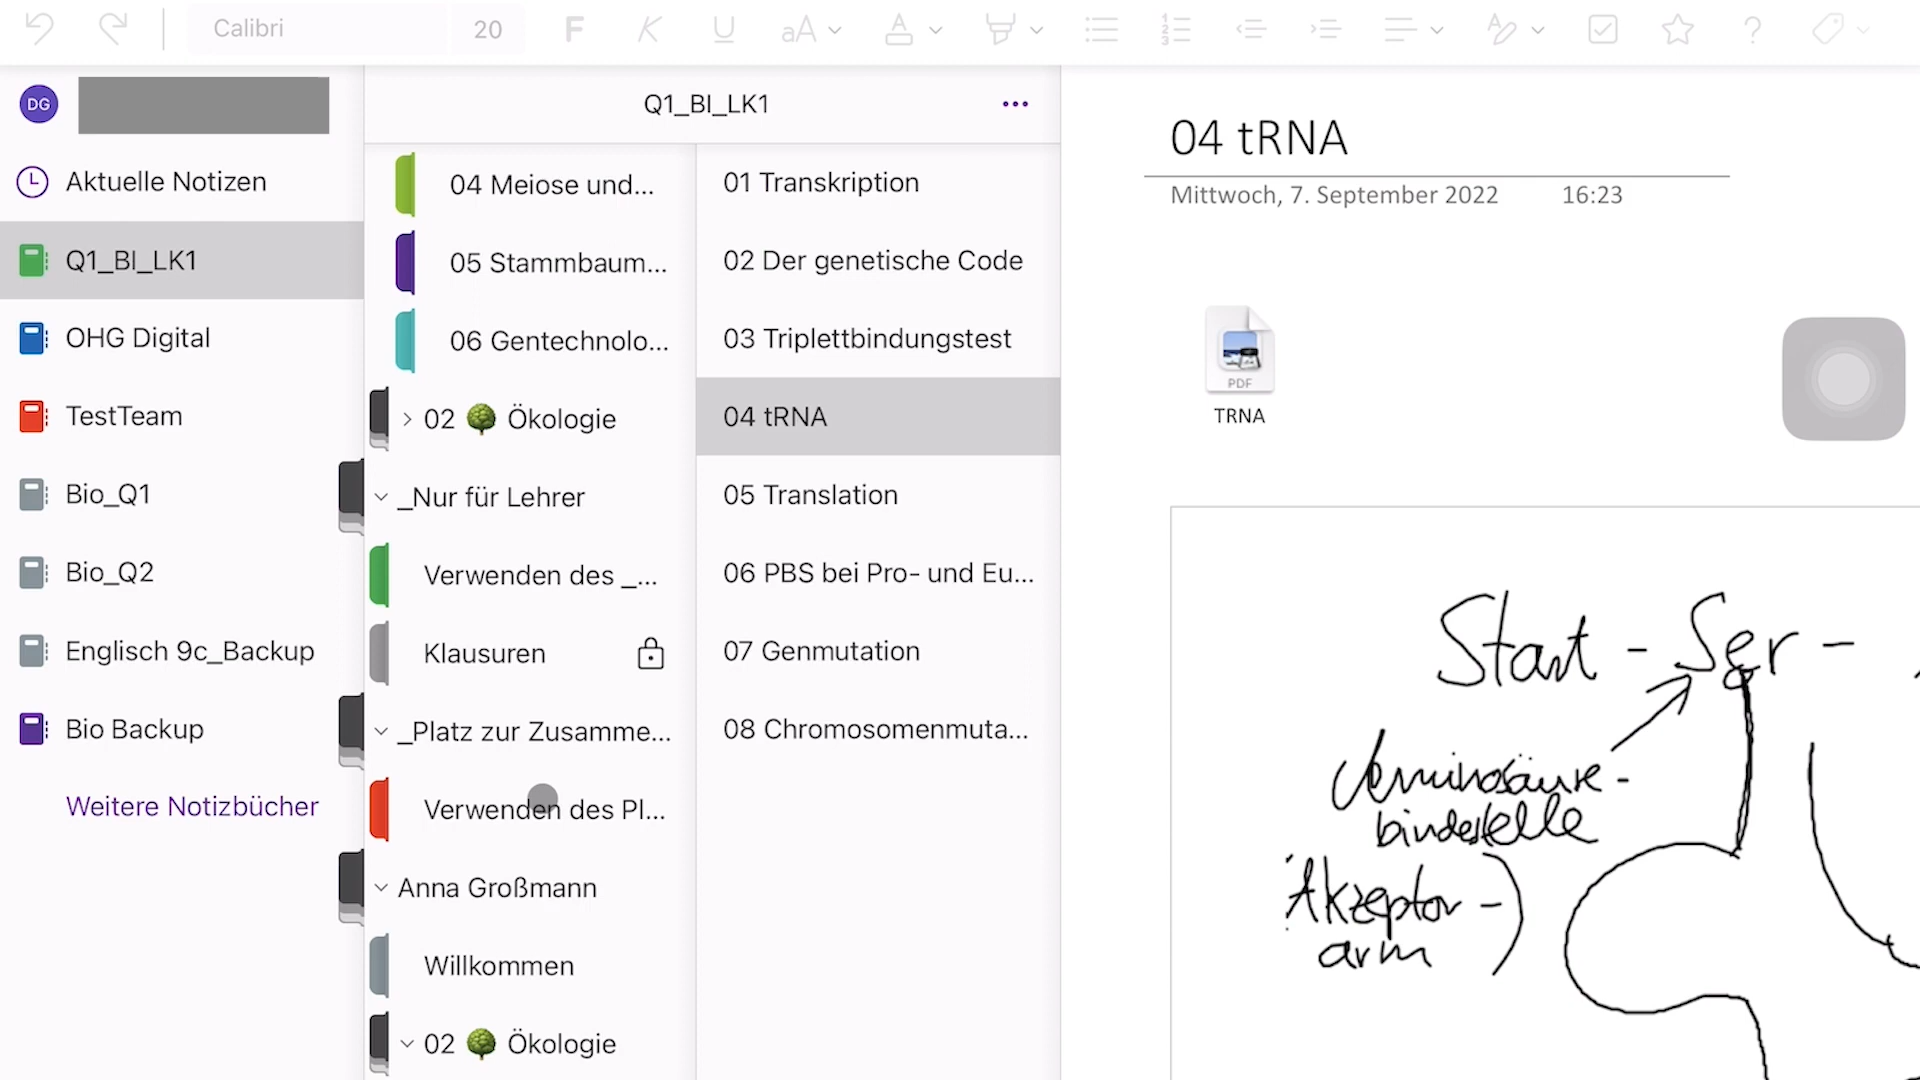 Calibri
20
F K U aA A
DG
Aktuelle Notizen
Q1_BI_LK1
OHG Digital
TestTeam
Bio_Q1
Bio_Q2
Englisch 9c_Backup
Bio Backup
Weitere Notizbücher
Q1_BI_LK1
04 Meiose und...
05 Stammbaum...
06 Gentechnolo...
02 🌳 Ökologie
_Nur für Lehrer
Verwenden des _...
Klausuren
_Platz zur Zusamme...
Verwenden des Pl...
Anna Großmann
Willkommen
02 🌳 Ökologie
01 Transkription
02 Der genetische Code
03 Triplettbindungstest
04 tRNA
05 Translation
06 PBS bei Pro- und Eu...
07 Genmutation
08 Chromosomenmuta...
04 tRNA
Mittwoch, 7. September 2022 16:23
PDF
TRNA
Start - Ser -
Aminosäure-
bindestelle
Akzeptor-
arm